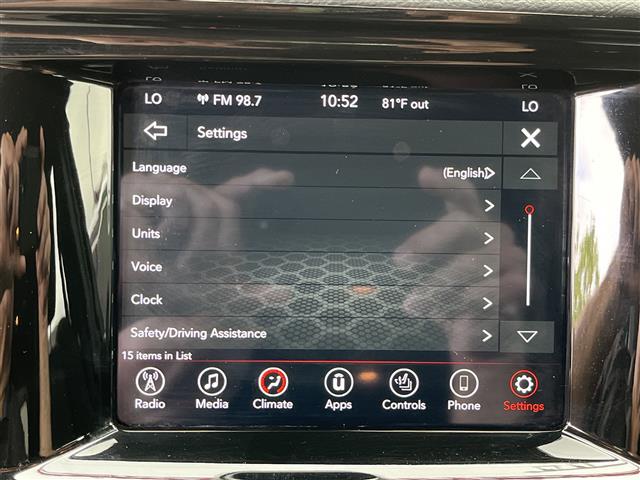 LO FM 98.7 10:52 81°F out LO
Settings
Language (English)
Display
Units
Voice
Clock
Safety/Driving Assistance
15 items in List
Radio Media Climate Apps Controls Phone Settings